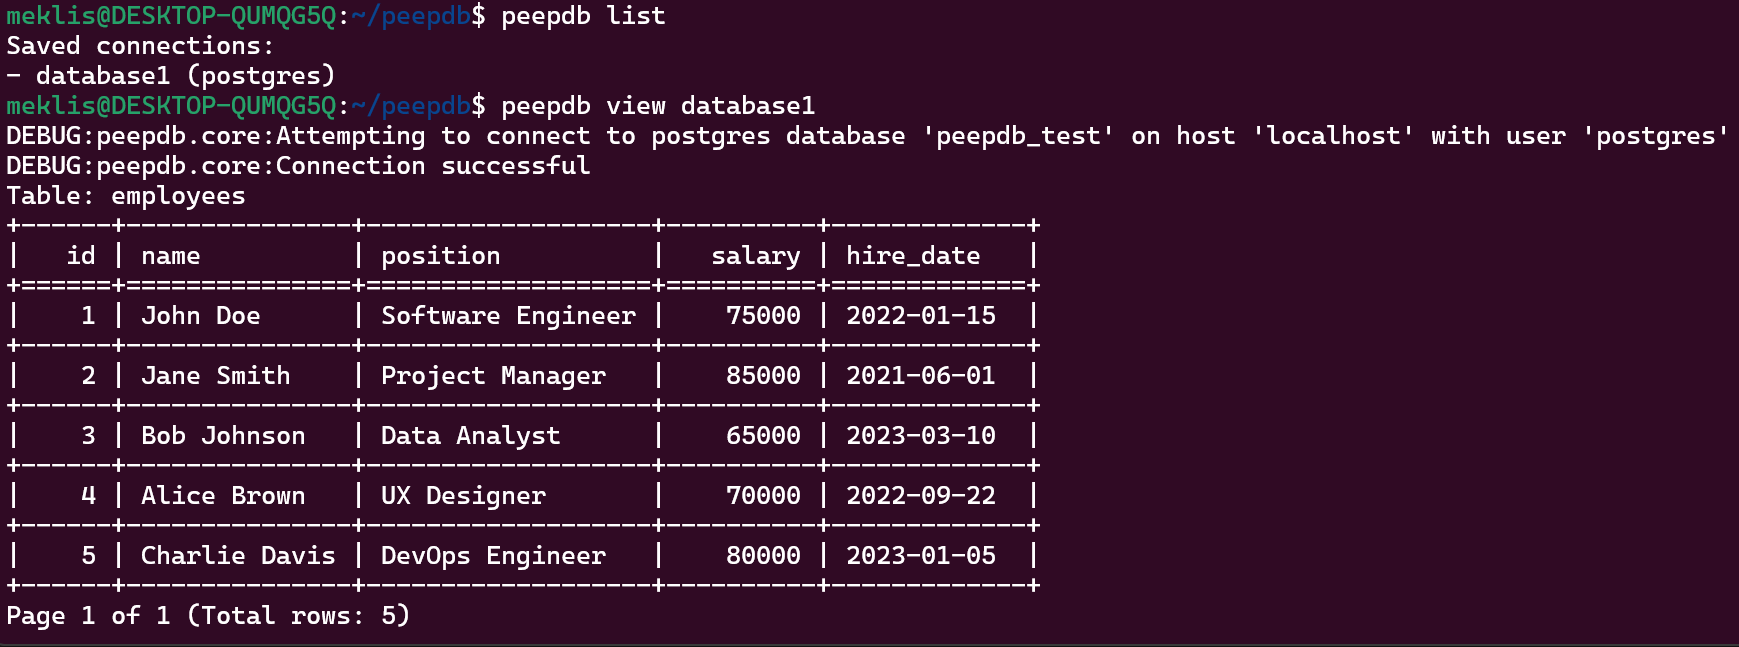 meklis@DESKTOP-QUMQG5Q:~/peepdb$ peepdb list
Saved connections:
- database1 (postgres)
meklis@DESKTOP-QUMQG5Q:~/peepdb$ peepdb view database1
DEBUG:peepdb.core:Attempting to connect to postgres database 'peepdb_test' on host 'localhost' with user 'postgres'
DEBUG:peepdb.core:Connection successful
Table: employees
+------+---------------+-------------------+----------+-------------+
|   id | name          | position          |   salary | hire_date   |
+======+===============+===================+==========+=============+
|    1 | John Doe      | Software Engineer |    75000 | 2022-01-15  |
+------+---------------+-------------------+----------+-------------+
|    2 | Jane Smith    | Project Manager   |    85000 | 2021-06-01  |
+------+---------------+-------------------+----------+-------------+
|    3 | Bob Johnson   | Data Analyst      |    65000 | 2023-03-10  |
+------+---------------+-------------------+----------+-------------+
|    4 | Alice Brown   | UX Designer       |    70000 | 2022-09-22  |
+------+---------------+-------------------+----------+-------------+
|    5 | Charlie Davis | DevOps Engineer   |    80000 | 2023-01-05  |
+------+---------------+-------------------+----------+-------------+
Page 1 of 1 (Total rows: 5)